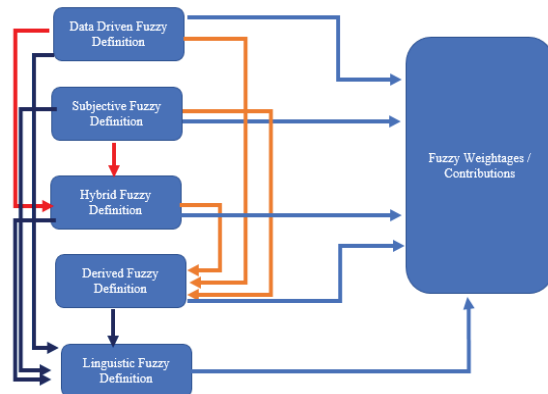 Data Driven Fuzzy
Definition
Subjective Fuzzy
Definition
Hybrid Fuzzy
Definition
Derived Fuzzy
Definition
Linguistic Fuzzy
Definition
Fuzzy Weightages /
Contributions